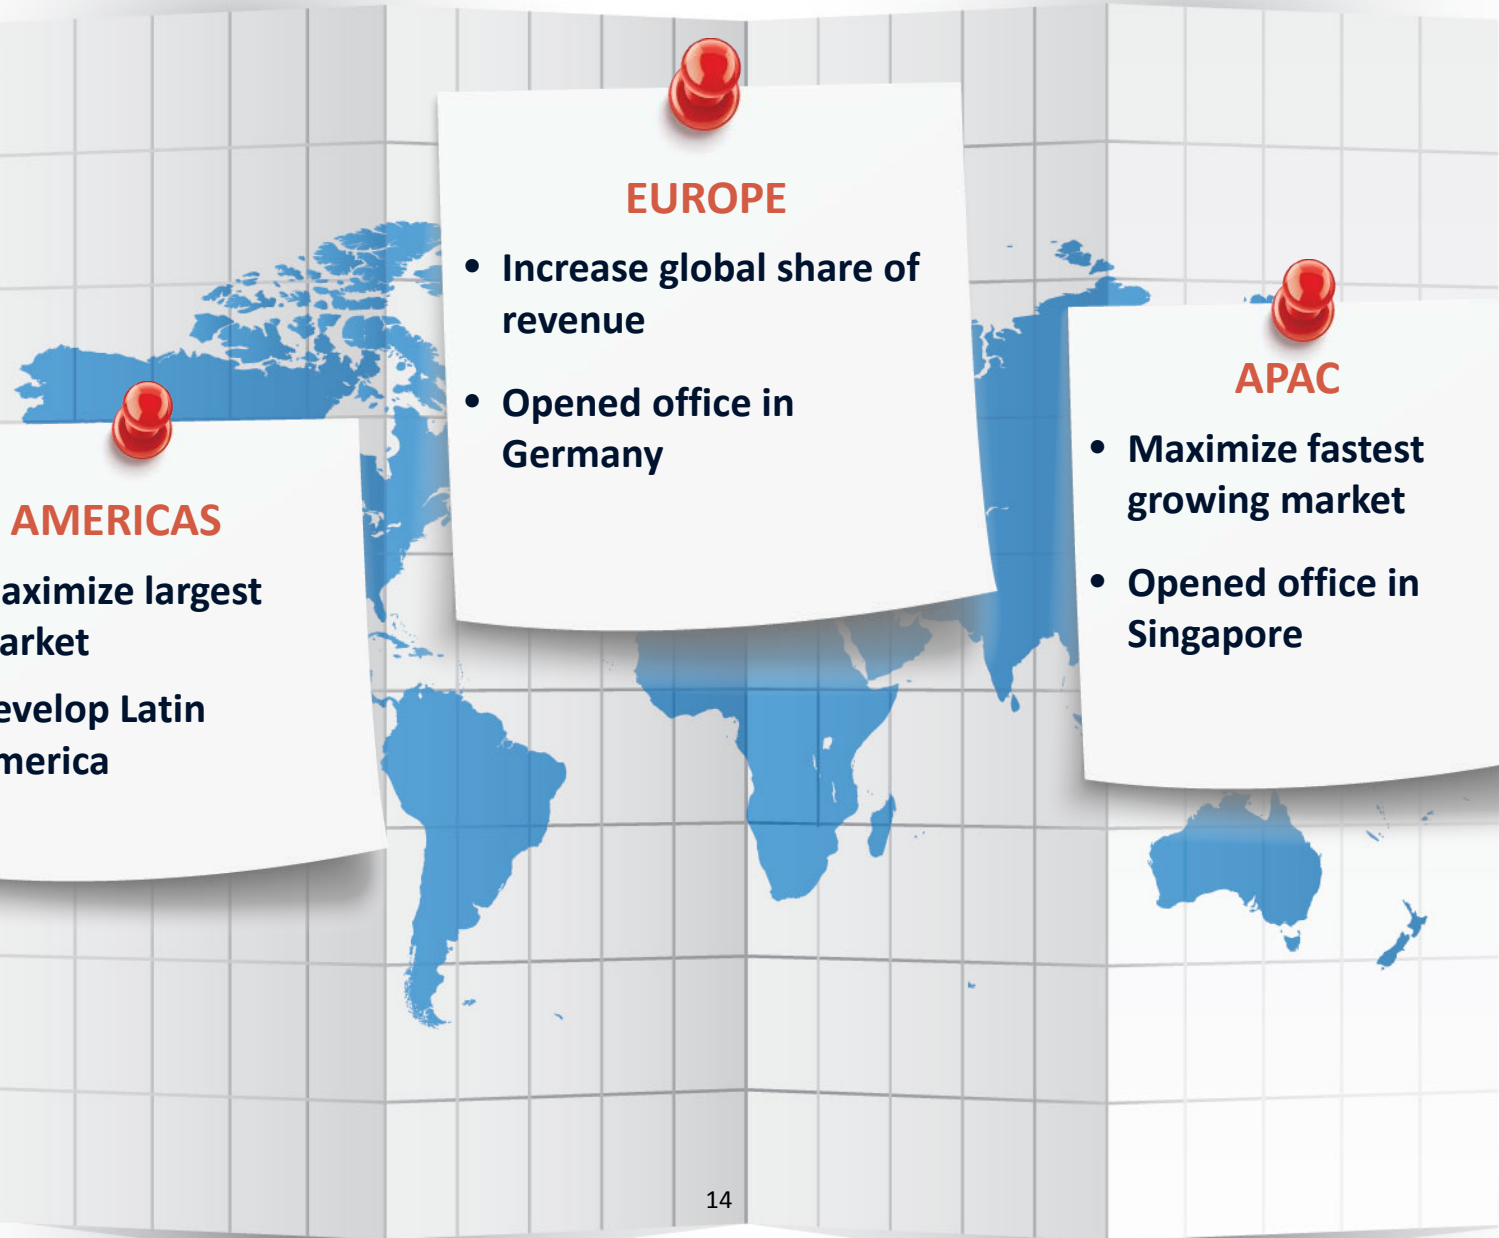 EUROPE
• Increase global share of
revenue
• Opened office in
Germany
APAC
• Maximize fastest
growing market
• Opened office in
Singapore
AMERICAS
aximize largest
arket
evelop Latin
merica
14